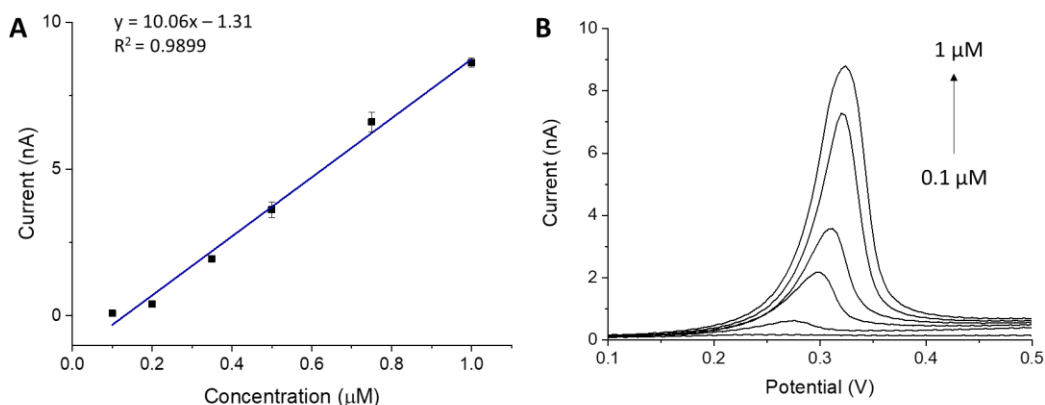 A
y = 10.06x – 1.31
R² = 0.9899
10
5
0
0.0 0.2 0.4 0.6 0.8 1.0
Current (nA)
Concentration (μM)
B
1 μM
0.1 μM
10
8
6
4
2
0
0.1 0.2 0.3 0.4 0.5
Current (nA)
Potential (V)